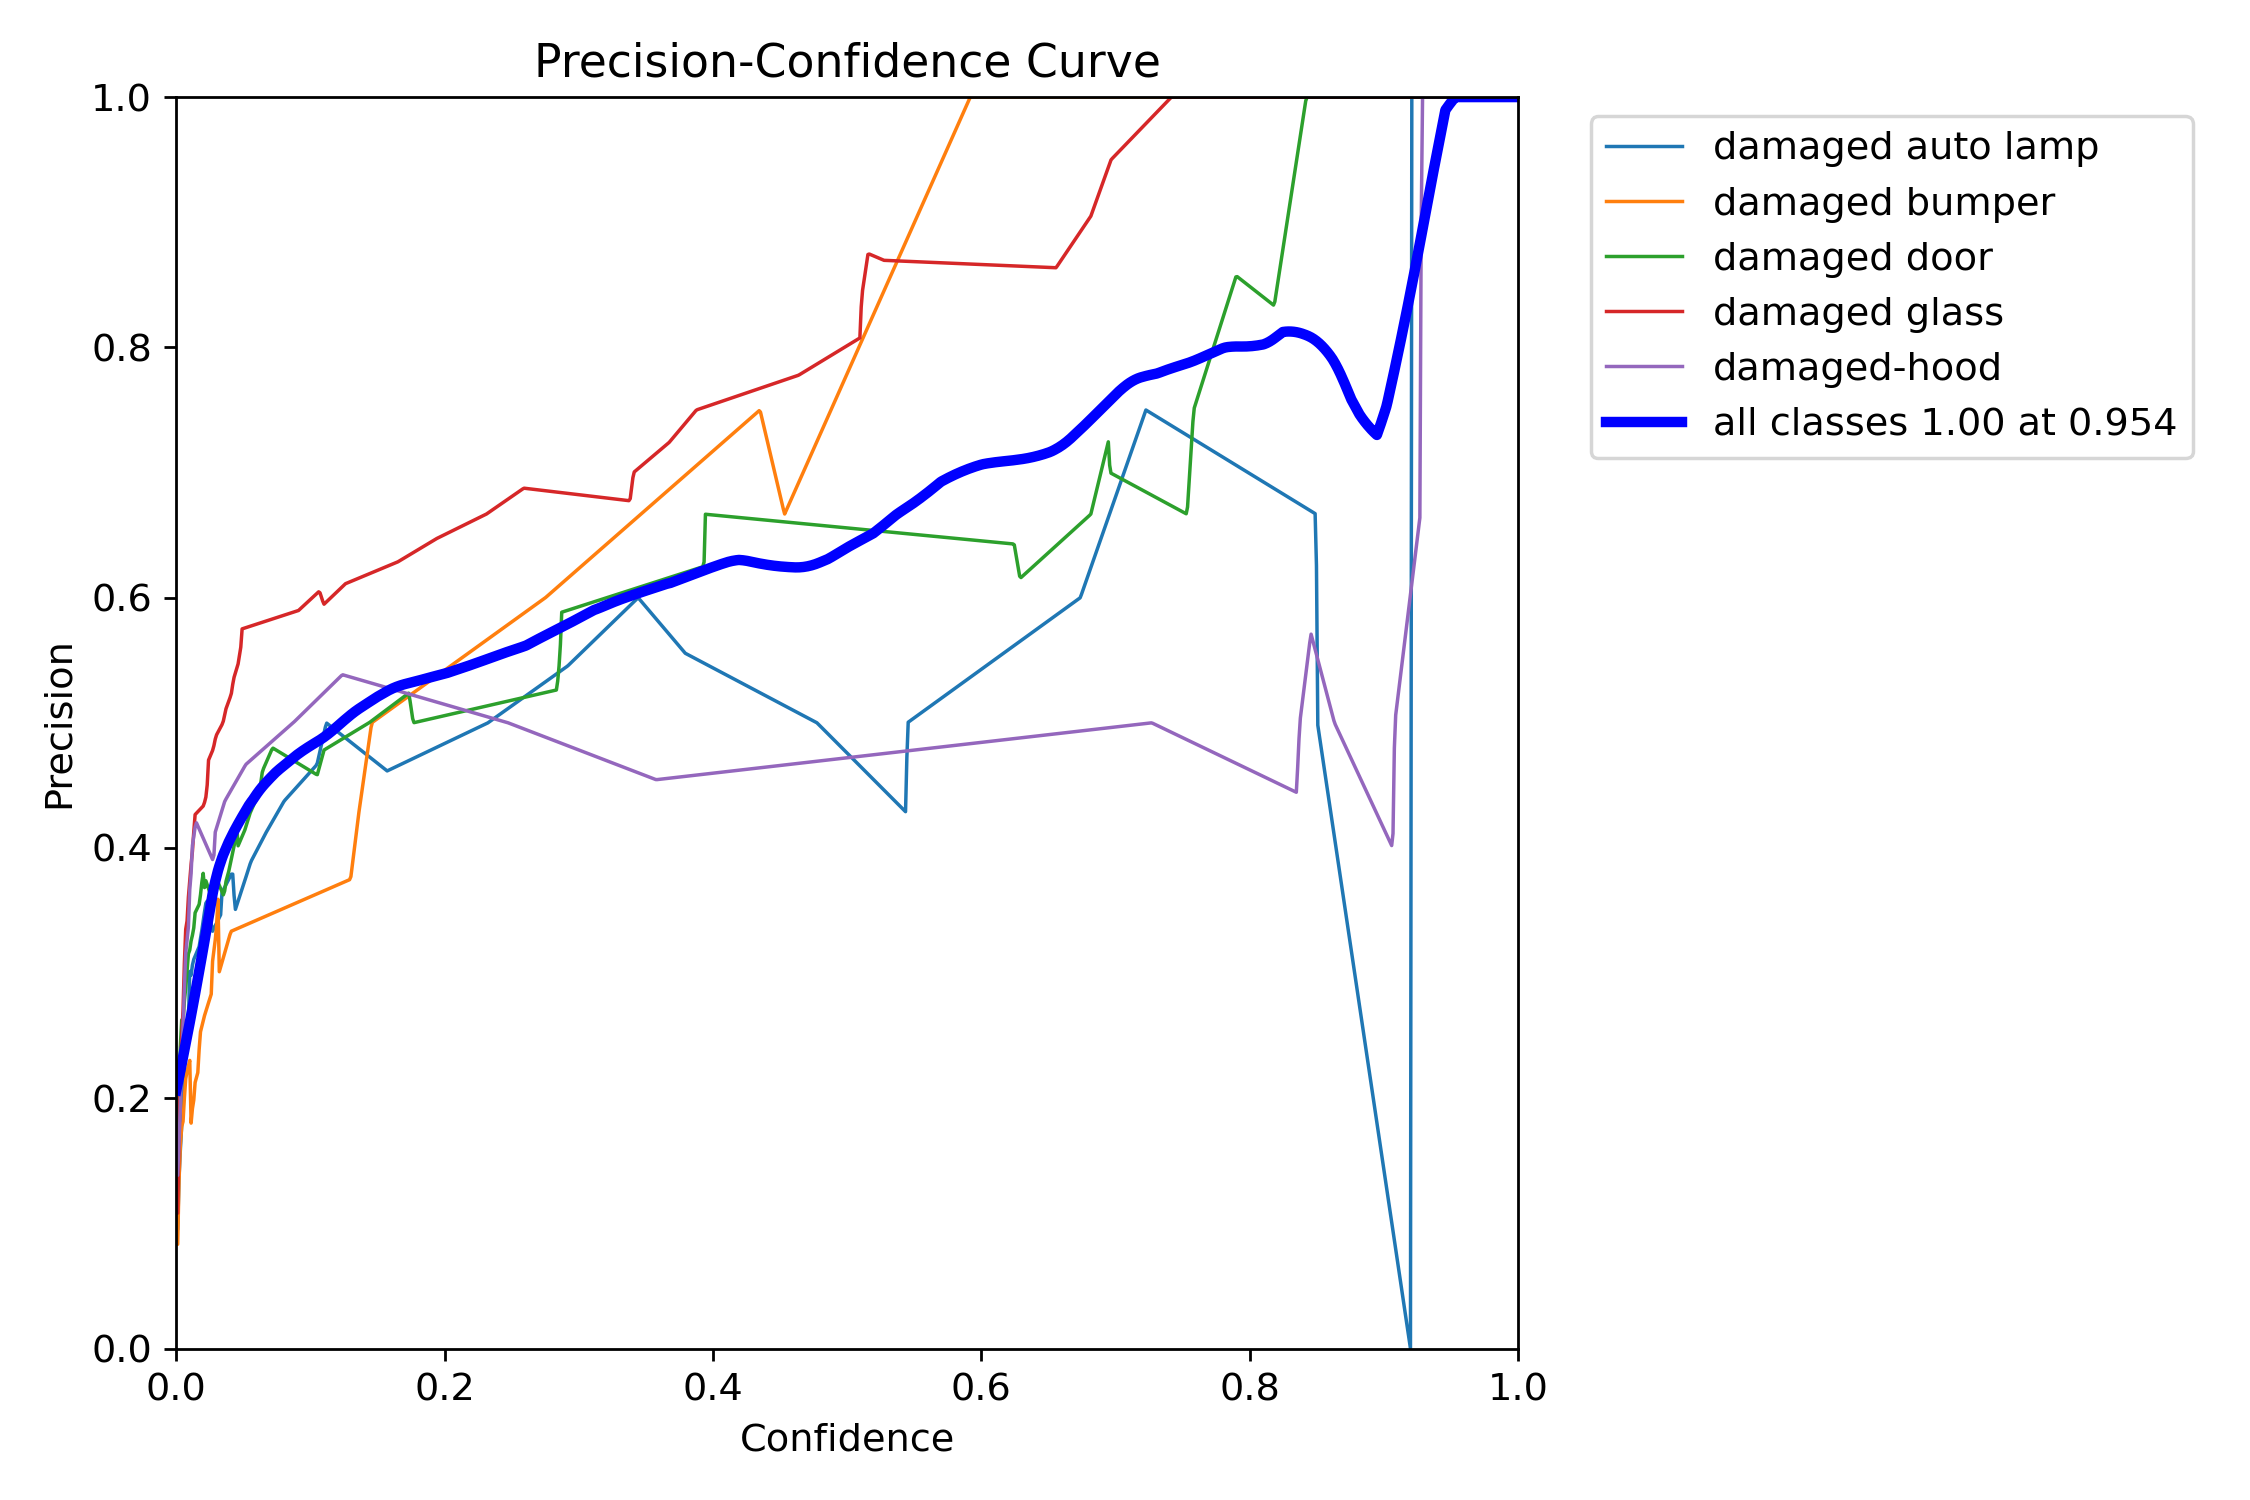 Precision-Confidence Curve
1.0
0.8
0.6
0.4
0.2
0.0
Precision
0.0 0.2 0.4 0.6 0.8 1.0
Confidence
damaged auto lamp
damaged bumper
damaged door
damaged glass
damaged-hood
all classes 1.00 at 0.954